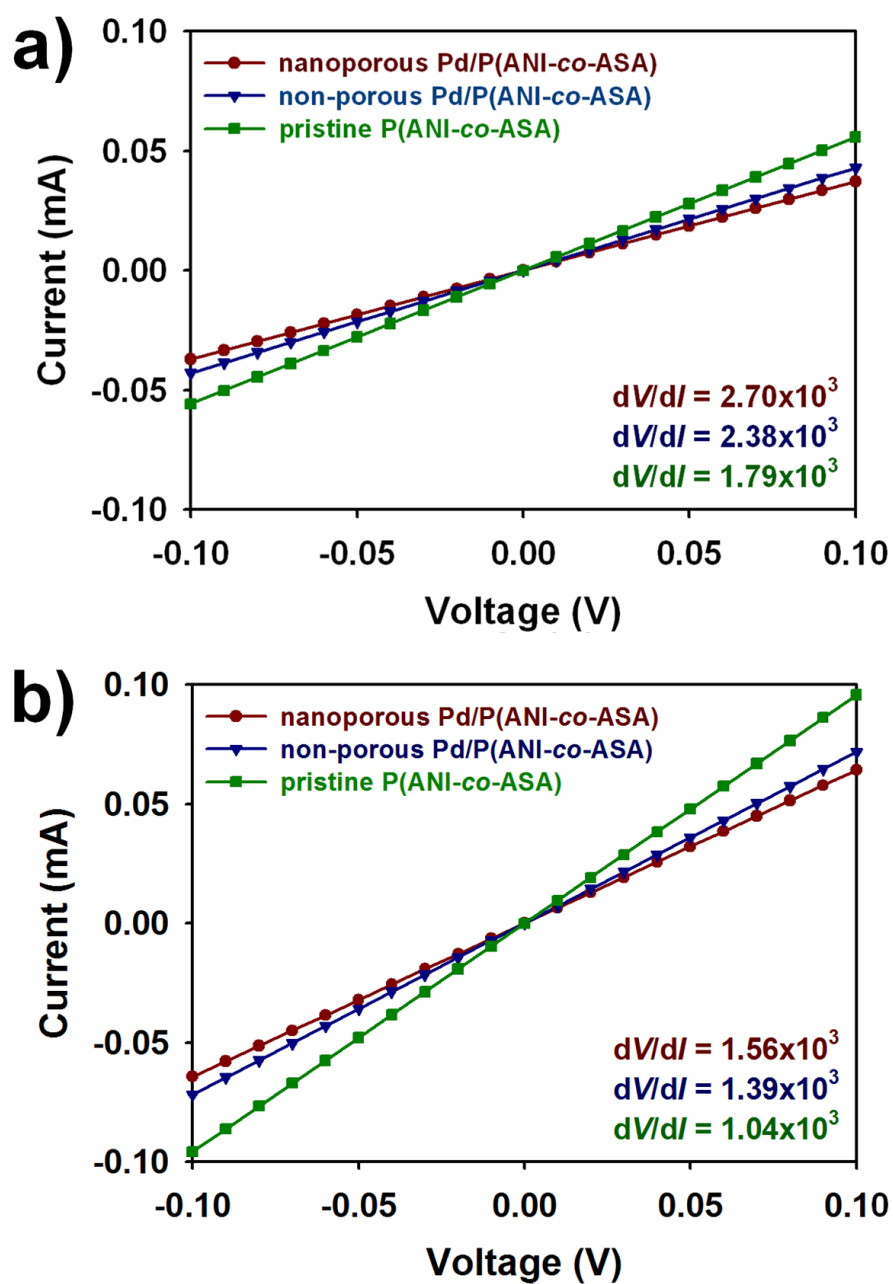 a)
nanoporous Pd/P(ANI-co-ASA)
non-porous Pd/P(ANI-co-ASA)
pristine P(ANI-co-ASA)
0.10
0.05
0.00
-0.05
-0.10
Current (mA)
dV/dI = 2.70x10³
dV/dI = 2.38x10³
dV/dI = 1.79x10³
-0.10 -0.05 0.00 0.05 0.10
Voltage (V)
b)
nanoporous Pd/P(ANI-co-ASA)
non-porous Pd/P(ANI-co-ASA)
pristine P(ANI-co-ASA)
0.10
0.05
0.00
-0.05
-0.10
Current (mA)
dV/dI = 1.56x10³
dV/dI = 1.39x10³
dV/dI = 1.04x10³
-0.10 -0.05 0.00 0.05 0.10
Voltage (V)